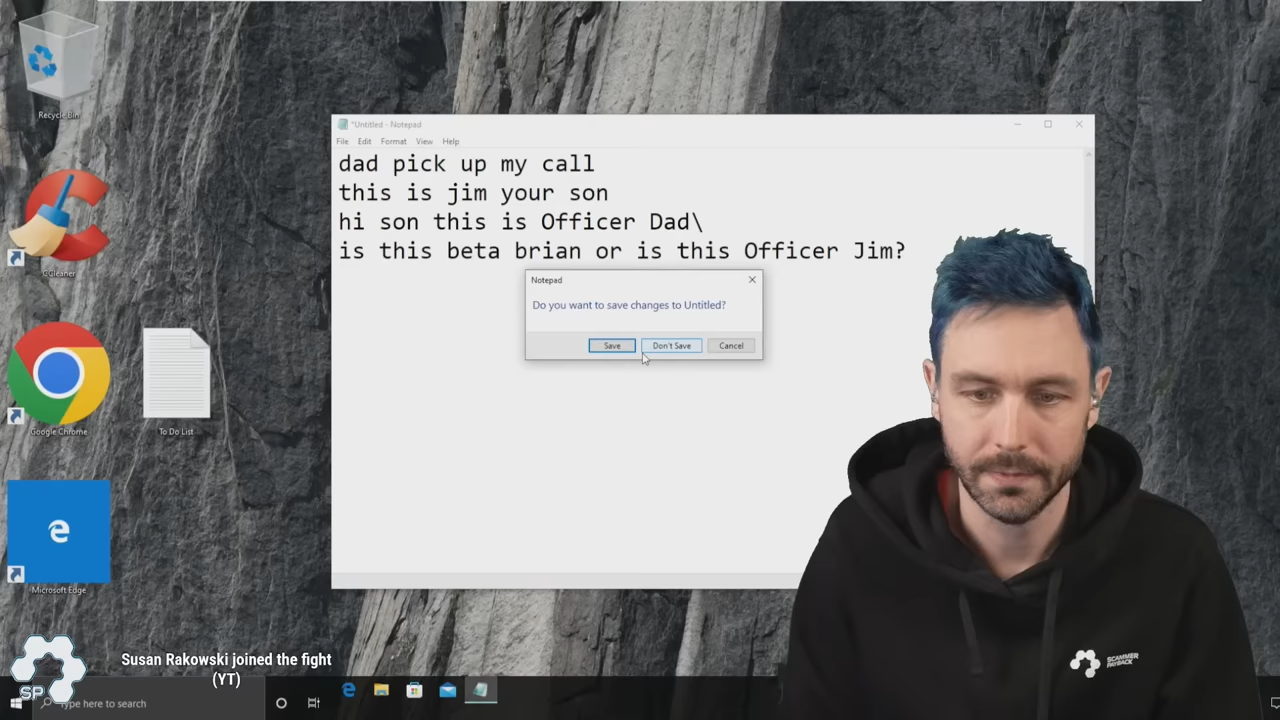 Recycle Bin
CCleaner
Google Chrome
To Do List
Microsoft Edge
*Untitled - Notepad
File Edit Format View Help
dad pick up my call
this is jim your son
hi son this is Officer Dad\
is this beta brian or is this Officer Jim?
Notepad
Do you want to save changes to Untitled?
Save Don't Save Cancel
SCAMMER
PAYBACK
Susan Rakowski joined the fight
(YT)
SP
Type here to search